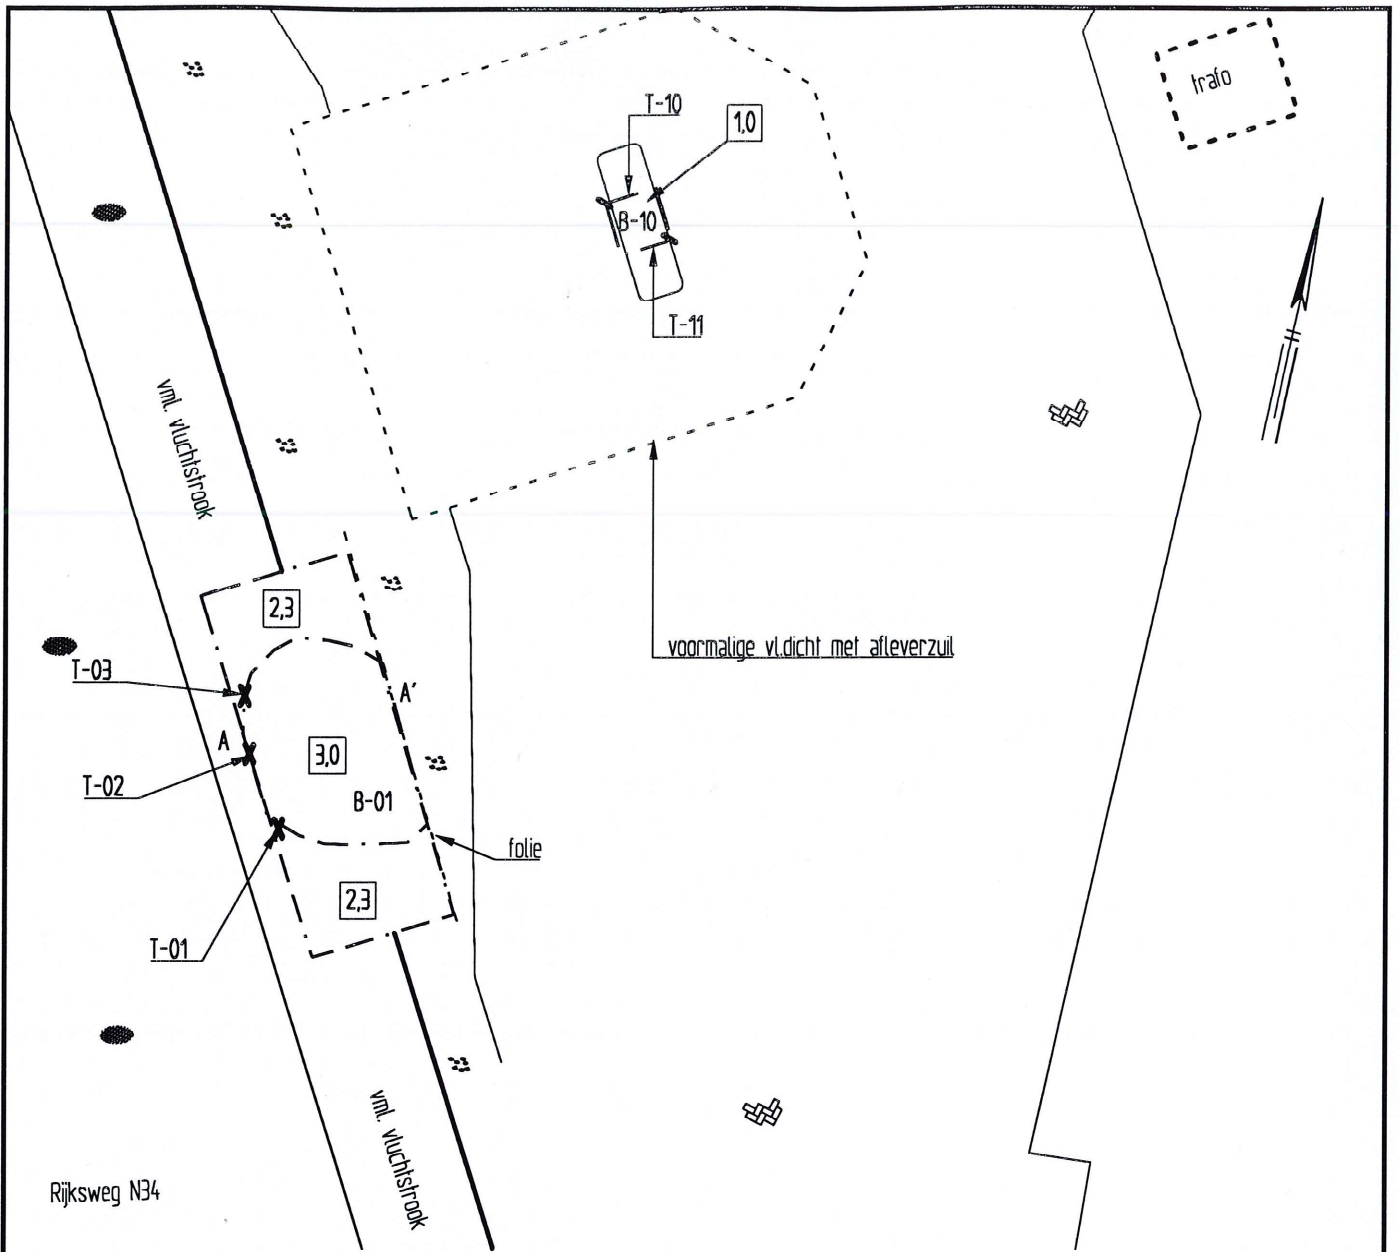 trafo
T-10
1,0
B-10
T-11
vml. vluchtstrook
2,3
voormalige vl.dicht met afleverzuil
T-03
A´
A
3,0
T-02
B-01
folie
2,3
T-01
vml. vluchtstrook
Rijksweg N34